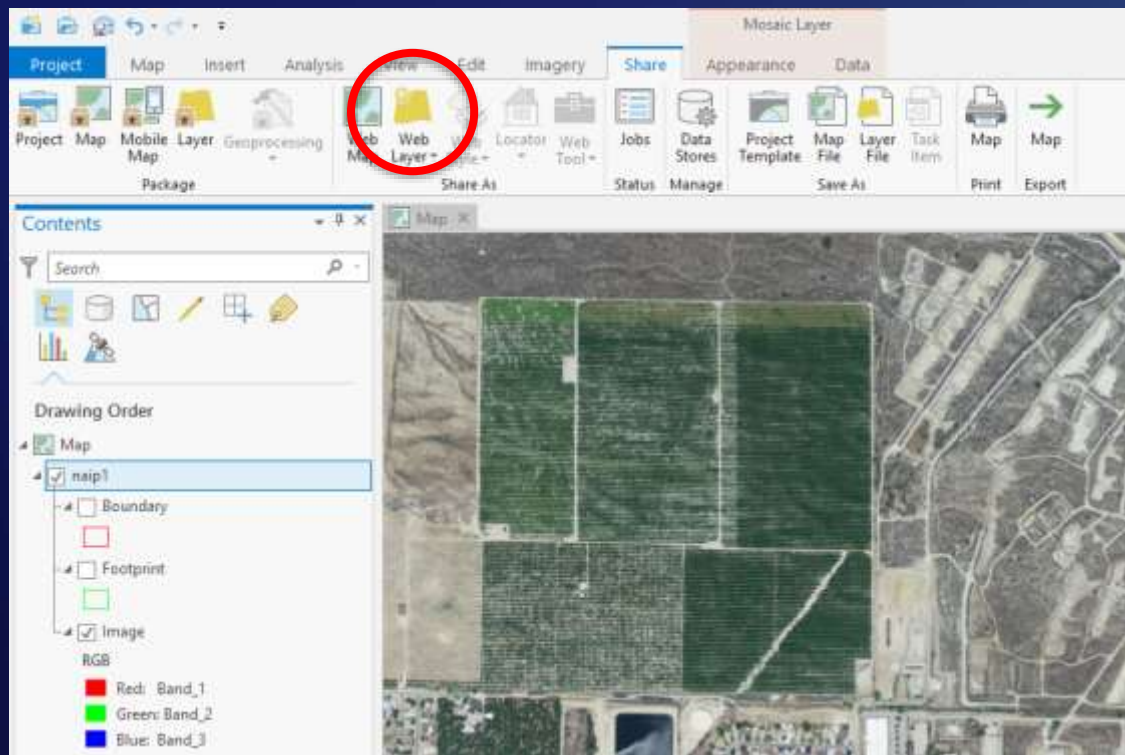 Mosaic Layer
Project Map Insert Analysis View Edit Imagery Share Appearance Data
Project Map Mobile Map Layer Geoprocessing
Package
Web Map Web Layer Locator Web Tool
Share As
Jobs
Status
Data Stores
Manage
Project Template Map File Layer File Task Item
Save As
Map
Print
Map
Export
Contents
Search
Map
Drawing Order
Map
naip1
Boundary
Footprint
Image
RGB
Red: Band_1
Green: Band_2
Blue: Band_3